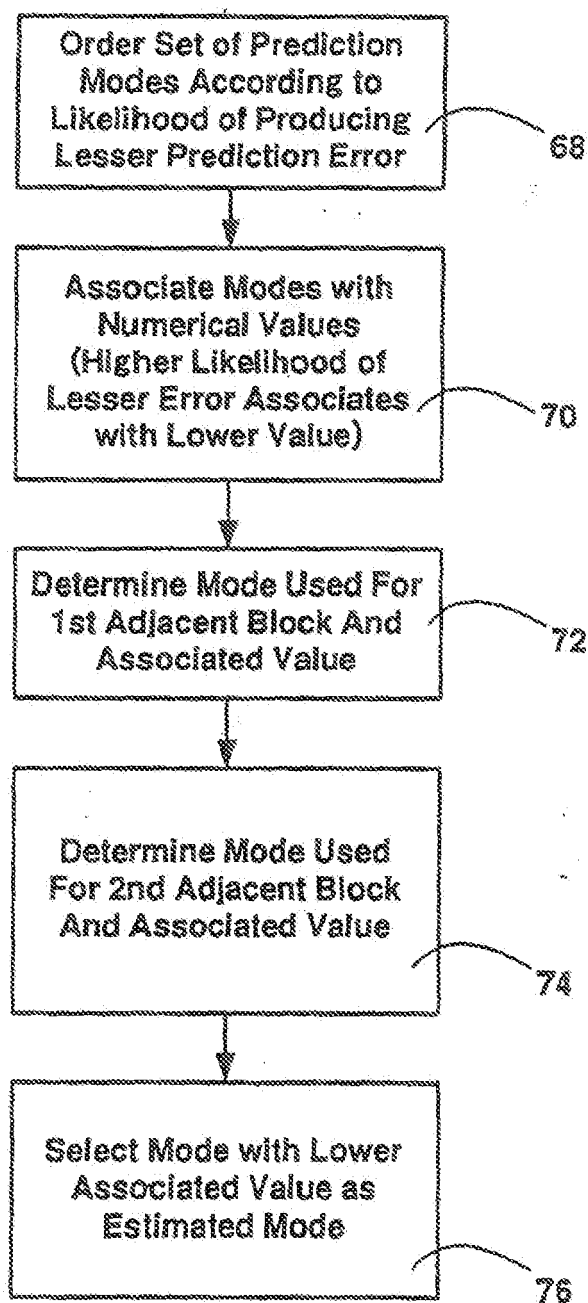 Order Set of Prediction
Modes According to
Likelihood of Producing
Lesser Prediction Error
68
Associate Modes with
Numerical Values
(Higher Likelihood of
Lesser Error Associates
with Lower Value)
70
Determine Mode Used For
1st Adjacent Block And
Associated Value
72
Determine Mode Used
For 2nd Adjacent Block
And Associated Value
74
Select Mode with Lower
Associated Value as
Estimated Mode
76